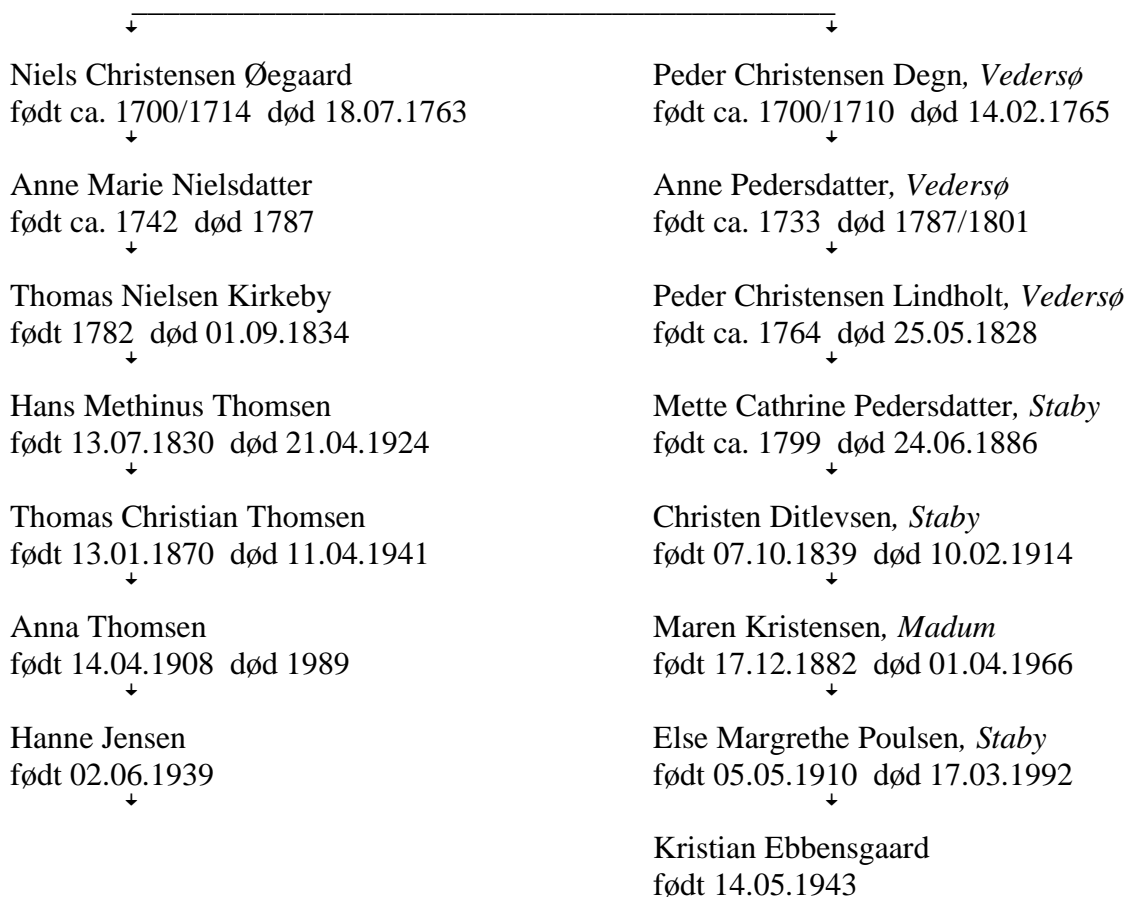 Niels Christensen Øegaard
født ca. 1700/1714 død 18.07.1763
Anne Marie Nielsdatter
født ca. 1742 død 1787
Thomas Nielsen Kirkeby
født 1782 død 01.09.1834
Hans Methinus Thomsen
født 13.07.1830 død 21.04.1924
Thomas Christian Thomsen
født 13.01.1870 død 11.04.1941
Anna Thomsen
født 14.04.1908 død 1989
Hanne Jensen
født 02.06.1939
Peder Christensen Degn, Vedersø
født ca. 1700/1710 død 14.02.1765
Anne Pedersdatter, Vedersø
født ca. 1733 død 1787/1801
Peder Christensen Lindholt, Vedersø
født ca. 1764 død 25.05.1828
Mette Cathrine Pedersdatter, Staby
født ca. 1799 død 24.06.1886
Christen Ditlevsen, Staby
født 07.10.1839 død 10.02.1914
Maren Kristensen, Madum
født 17.12.1882 død 01.04.1966
Else Margrethe Poulsen, Staby
født 05.05.1910 død 17.03.1992
Kristian Ebbensgaard
født 14.05.1943